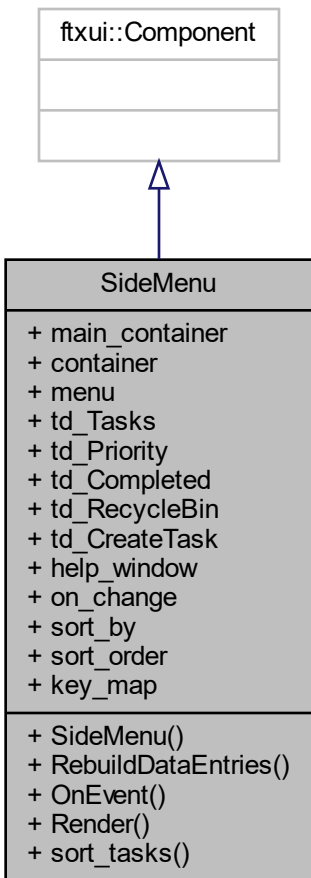 ftxui::Component
SideMenu
+ main_container
+ container
+ menu
+ td_Tasks
+ td_Priority
+ td_Completed
+ td_RecycleBin
+ td_CreateTask
+ help_window
+ on_change
+ sort_by
+ sort_order
+ key_map
+ SideMenu()
+ RebuildDataEntries()
+ OnEvent()
+ Render()
+ sort_tasks()